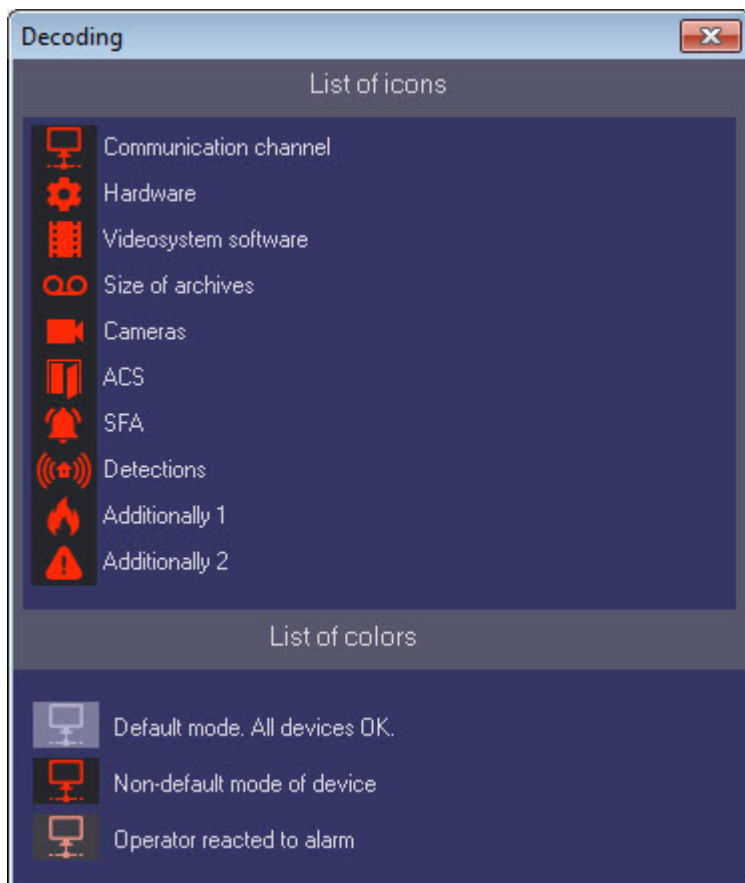 Decoding
List of icons
Communication channel
Hardware
Videosystem software
Size of archives
Cameras
ACS
SFA
Detections
Additionally 1
Additionally 2
List of colors
Default mode. All devices OK.
Non-default mode of device
Operator reacted to alarm